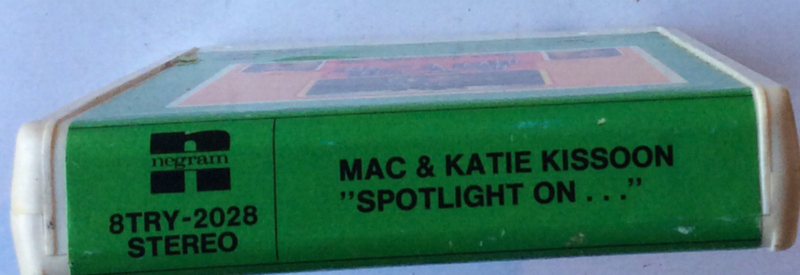 negram
8TRY-2028
STEREO
MAC & KATIE KISSOON
"SPOTLIGHT ON . . ."